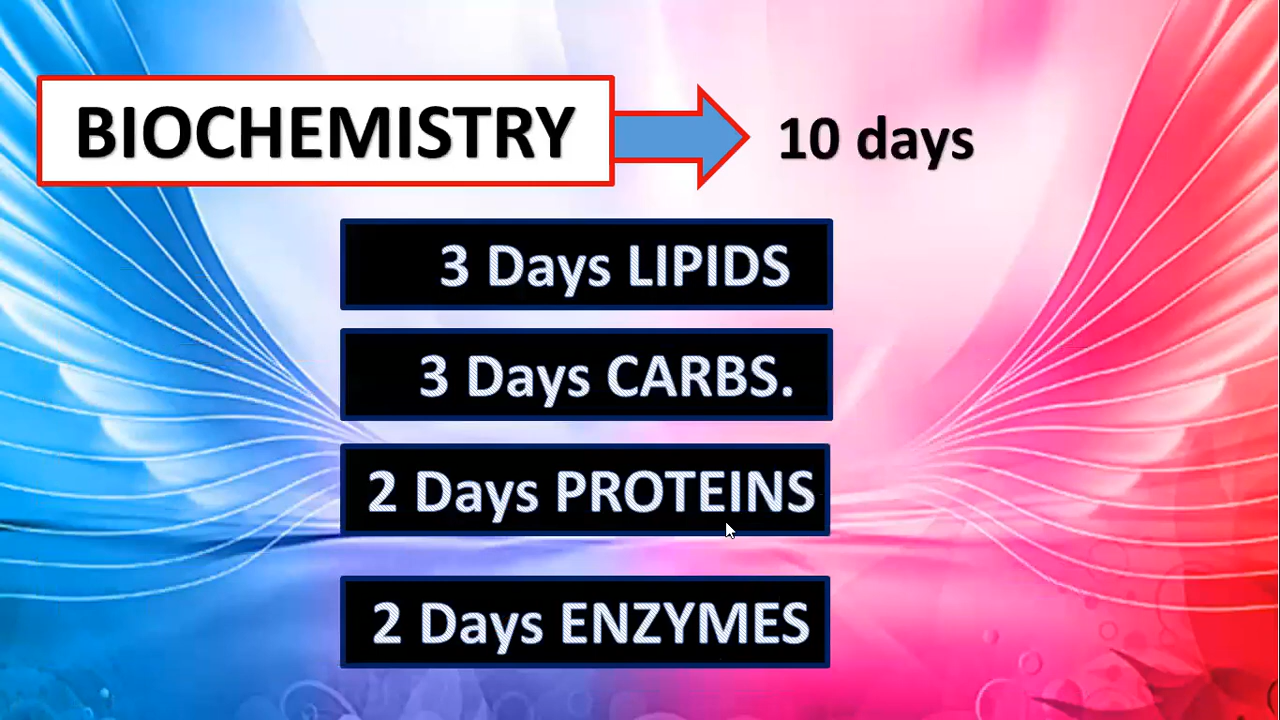 BIOCHEMISTRY 10 days
3 Days LIPIDS
3 Days CARBS.
2 Days PROTEINS
2 Days ENZYMES